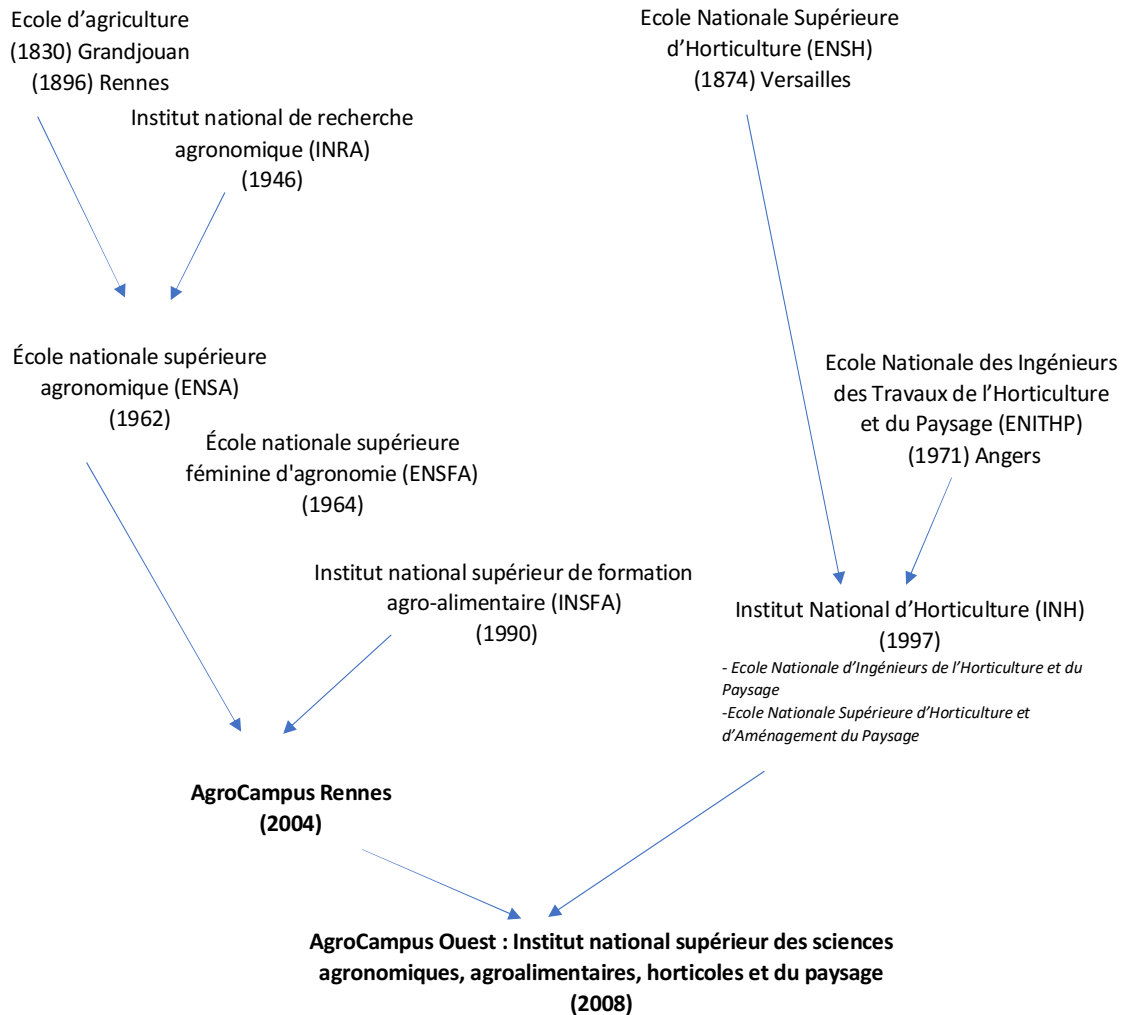 Ecole d’agriculture
(1830) Grandjouan
(1896) Rennes
Institut national de recherche
agronomique (INRA)
(1946)
Ecole Nationale Supérieure
d’Horticulture (ENSH)
(1874) Versailles
École nationale supérieure
agronomique (ENSA)
(1962)
École nationale supérieure
féminine d'agronomie (ENSFA)
(1964)
Ecole Nationale des Ingénieurs
des Travaux de l’Horticulture
et du Paysage (ENITHP)
(1971) Angers
Institut national supérieur de formation
agro-alimentaire (INSFA)
(1990)
Institut National d’Horticulture (INH)
(1997)
- Ecole Nationale d’Ingénieurs de l’Horticulture et du
Paysage
-Ecole Nationale Supérieure d’Horticulture et
d’Aménagement du Paysage
AgroCampus Rennes
(2004)
AgroCampus Ouest : Institut national supérieur des sciences
agronomiques, agroalimentaires, horticoles et du paysage
(2008)